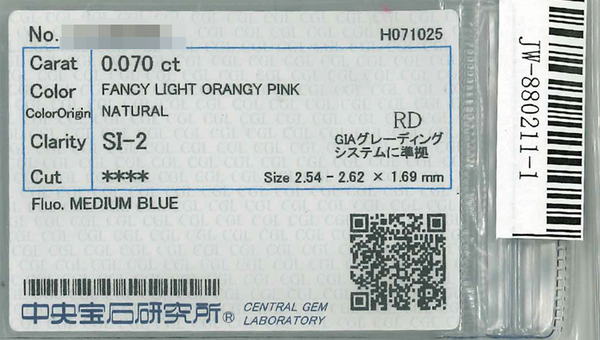 No.
H071025
Carat 0.070 ct
Color FANCY LIGHT ORANGY PINK
ColorOrigin NATURAL
Clarity SI-2
RD
GIAグレーディング
システムに準拠
Cut ****
Size 2.54 - 2.62 × 1.69 mm
Fluo. MEDIUM BLUE
中央宝石研究所® CENTRAL GEM
LABORATORY
JW-880211-1